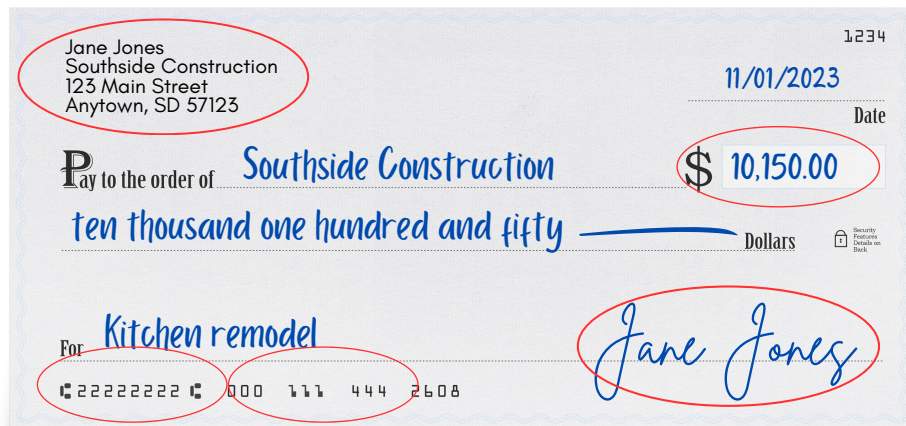 Jane Jones
Southside Construction
123 Main Street
Anytown, SD 57123
1234
11/01/2023
Date
Pay to the order of Southside Construction $ 10,150.00
ten thousand one hundred and fifty Dollars
Security
Features
Details on
Back
For Kitchen remodel
Jane Jones
⑆22222222⑆ 000 111 444 2608